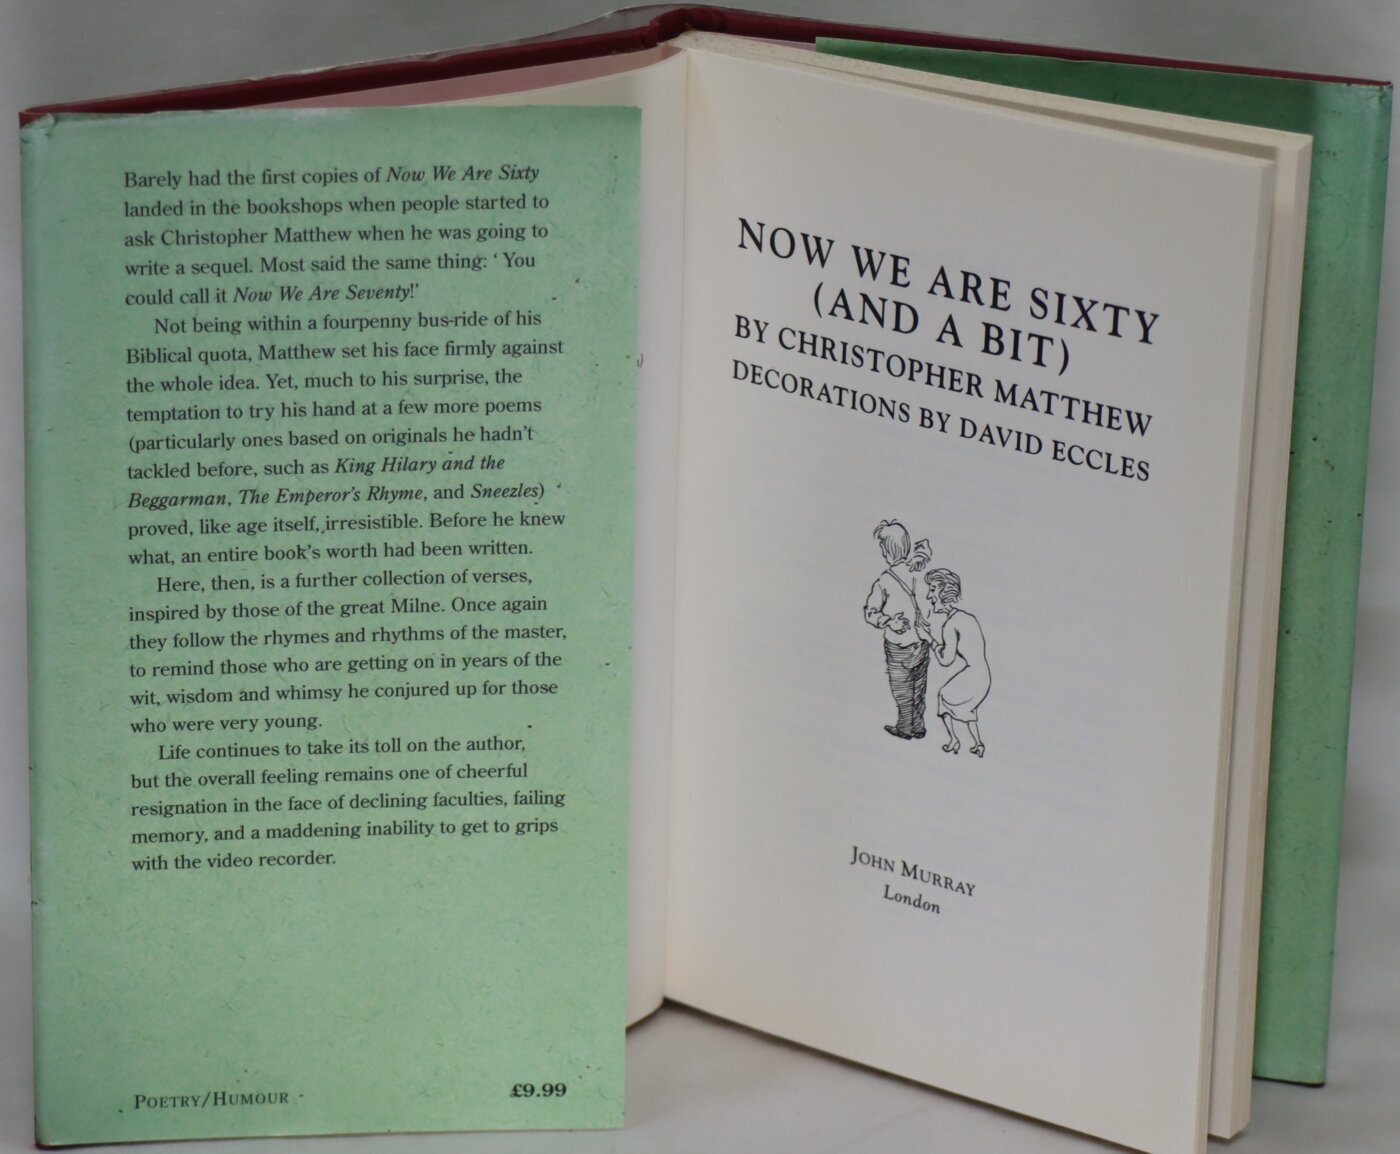 Barely had the first copies of Now We Are Sixty
landed in the bookshops when people started to
ask Christopher Matthew when he was going to
write a sequel. Most said the same thing: ‘ You
could call it Now We Are Seventy!’
Not being within a fourpenny bus-ride of his
Biblical quota, Matthew set his face firmly against
the whole idea. Yet, much to his surprise, the
temptation to try his hand at a few more poems
(particularly ones based on originals he hadn’t
tackled before, such as King Hilary and the
Beggarman, The Emperor’s Rhyme, and Sneezles)
proved, like age itself, irresistible. Before he knew
what, an entire book’s worth had been written.
Here, then, is a further collection of verses,
inspired by those of the great Milne. Once again
they follow the rhymes and rhythms of the master,
to remind those who are getting on in years of the
wit, wisdom and whimsy he conjured up for those
who were very young.
Life continues to take its toll on the author,
but the overall feeling remains one of cheerful
resignation in the face of declining faculties, failing
memory, and a maddening inability to get to grips
with the video recorder.
POETRY/HUMOUR
£9.99
NOW WE ARE SIXTY
(AND A BIT)
BY CHRISTOPHER MATTHEW
DECORATIONS BY DAVID ECCLES
JOHN MURRAY
London